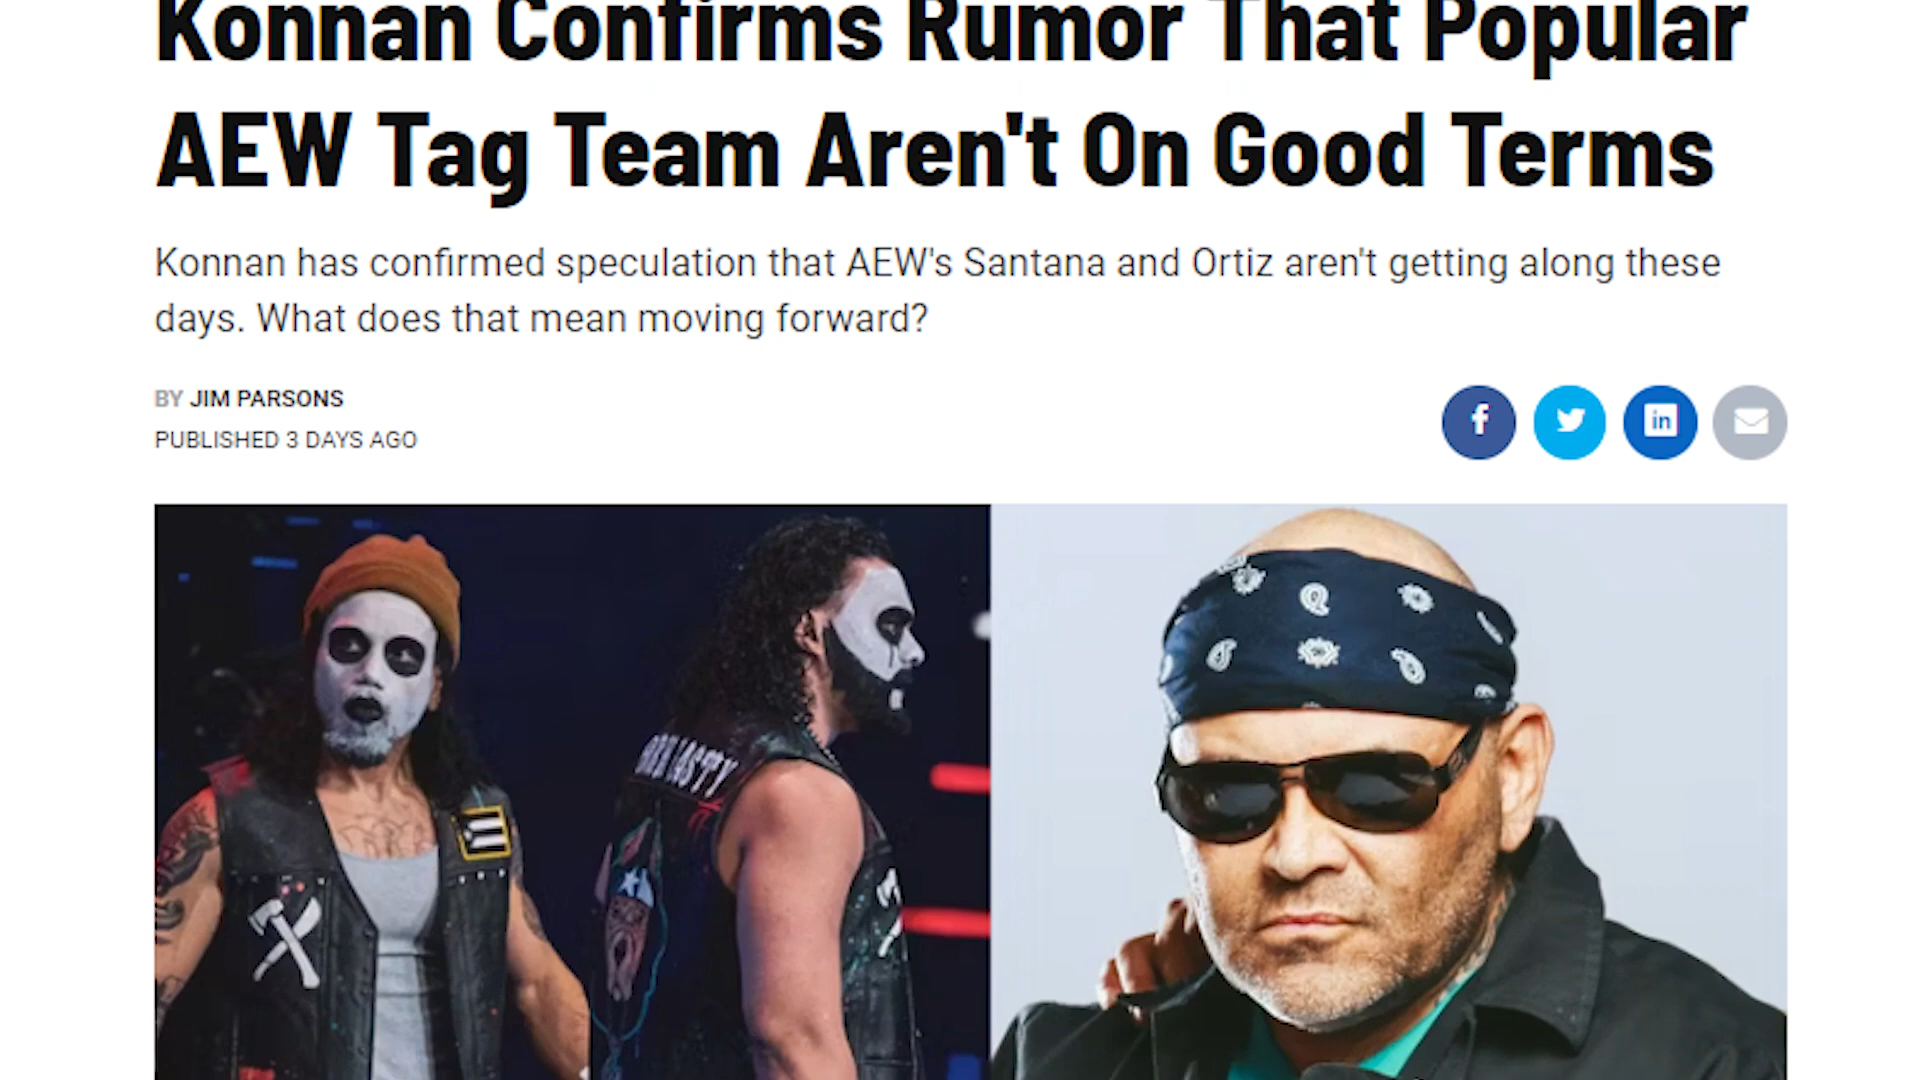 Konnan Confirms Rumor That Popular
AEW Tag Team Aren't On Good Terms
Konnan has confirmed speculation that AEW's Santana and Ortiz aren't getting along these
days. What does that mean moving forward?
BY JIM PARSONS
PUBLISHED 3 DAYS AGO
f
in